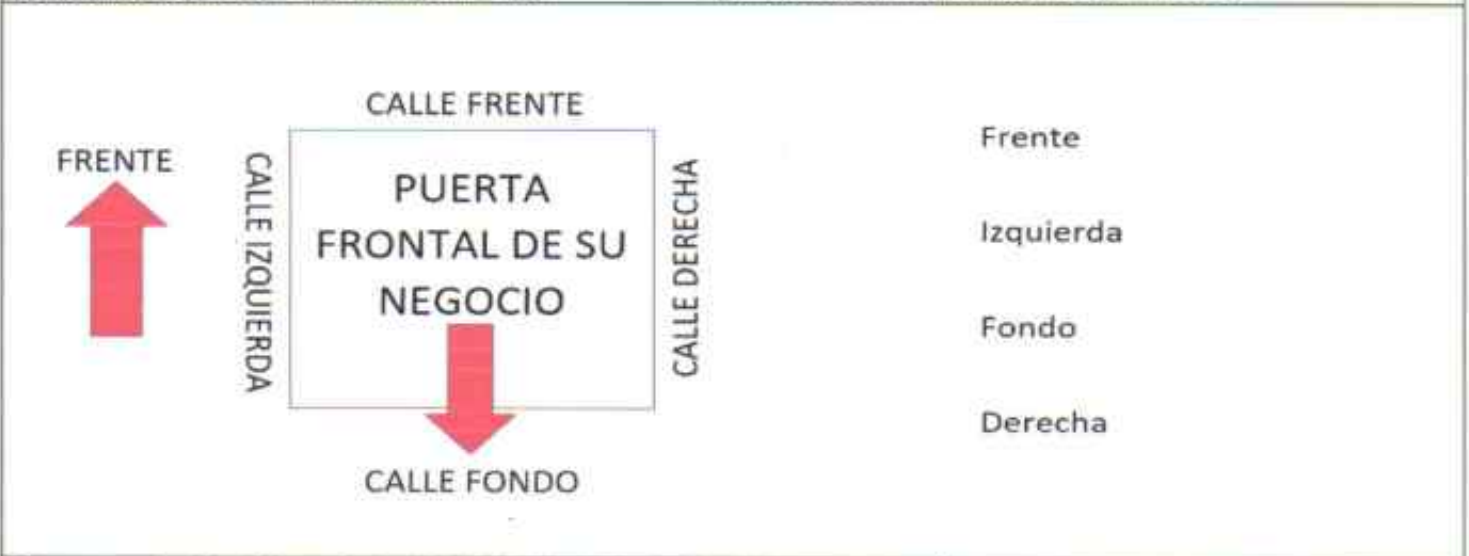 CALLE FRENTE
FRENTE
CALLE IZQUIERDA
PUERTA
FRONTAL DE SU
NEGOCIO
CALLE DERECHA
CALLE FONDO
Frente
Izquierda
Fondo
Derecha